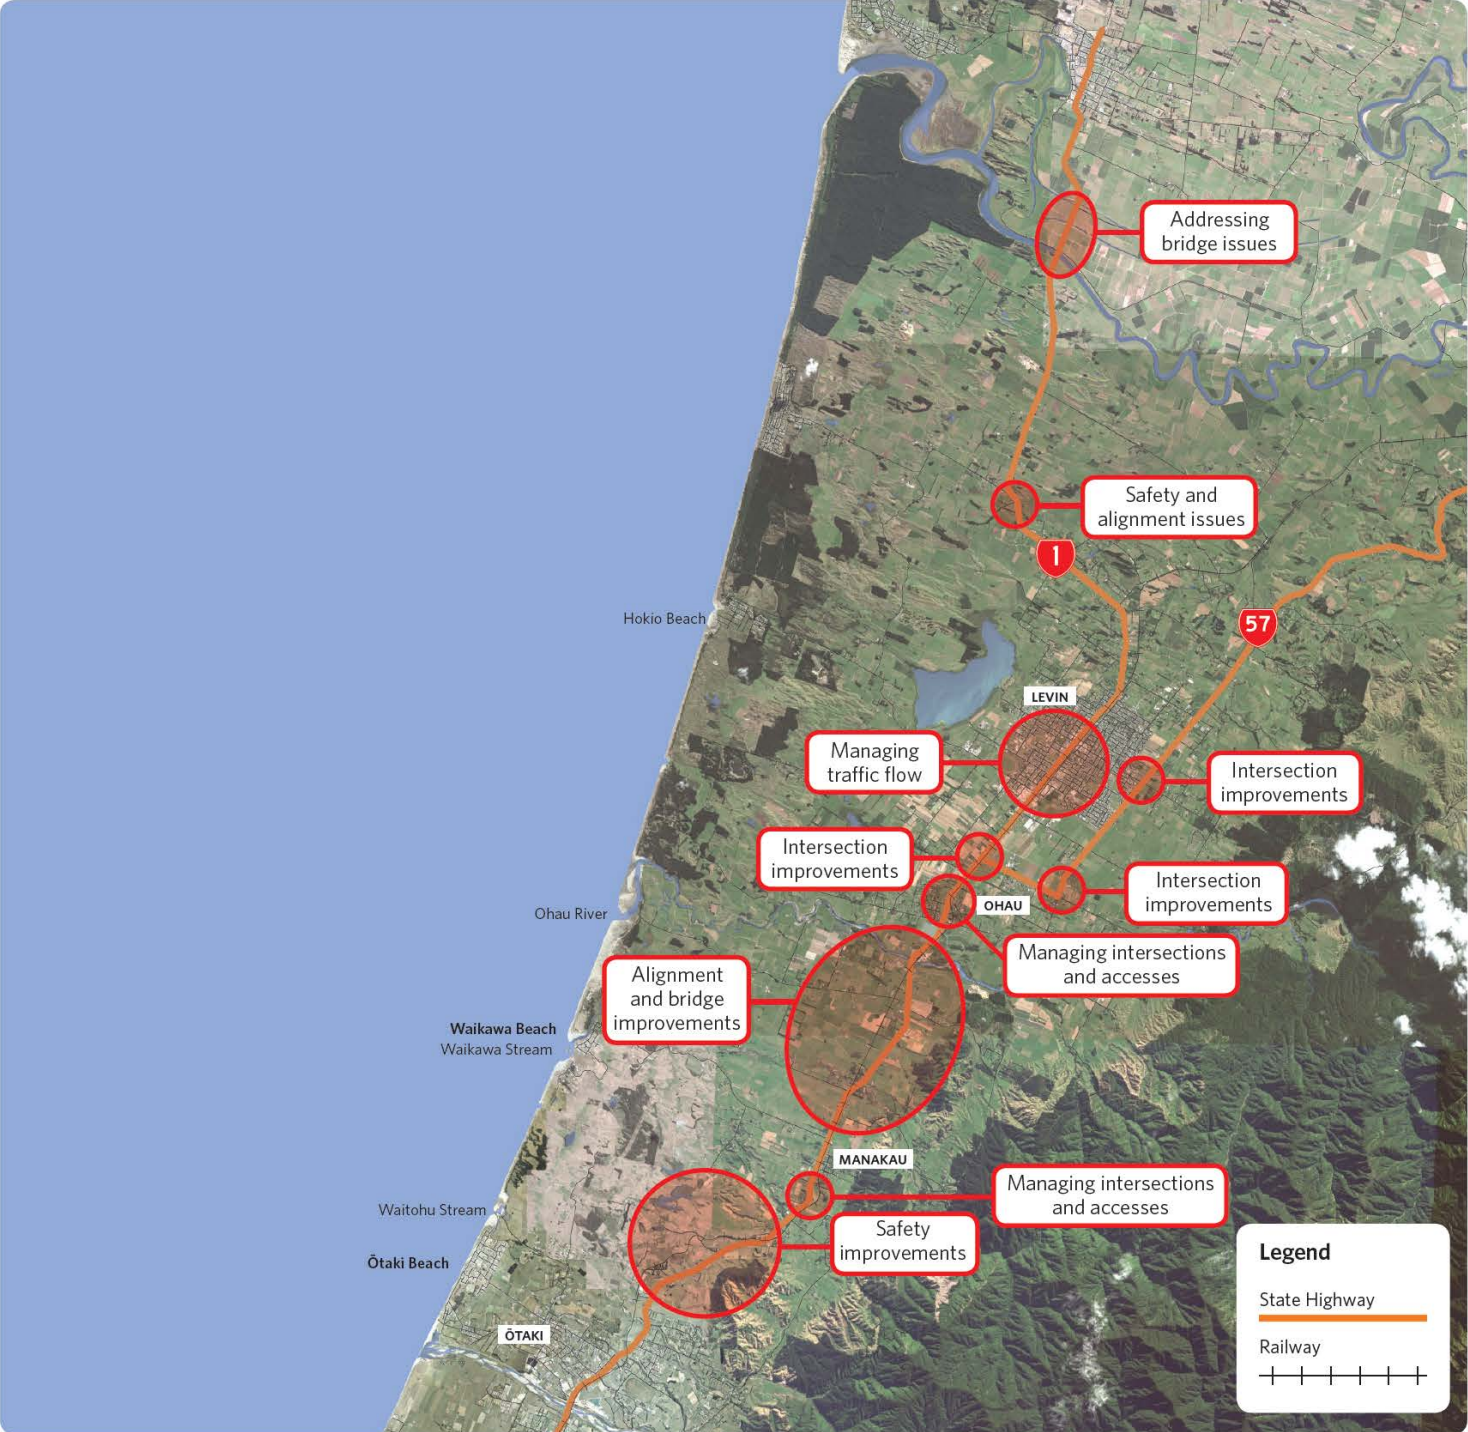 Addressing
bridge issues
Safety and
alignment issues
1
57
Hokio Beach
LEVIN
Managing
traffic flow
Intersection
improvements
Intersection
improvements
Intersection
improvements
OHAU
Ohau River
Managing intersections
and accesses
Alignment
and bridge
improvements
Waikawa Beach
Waikawa Stream
MANAKAU
Managing intersections
and accesses
Waitohu Stream
Safety
improvements
Ōtaki Beach
ŌTAKI
Legend
State Highway
Railway